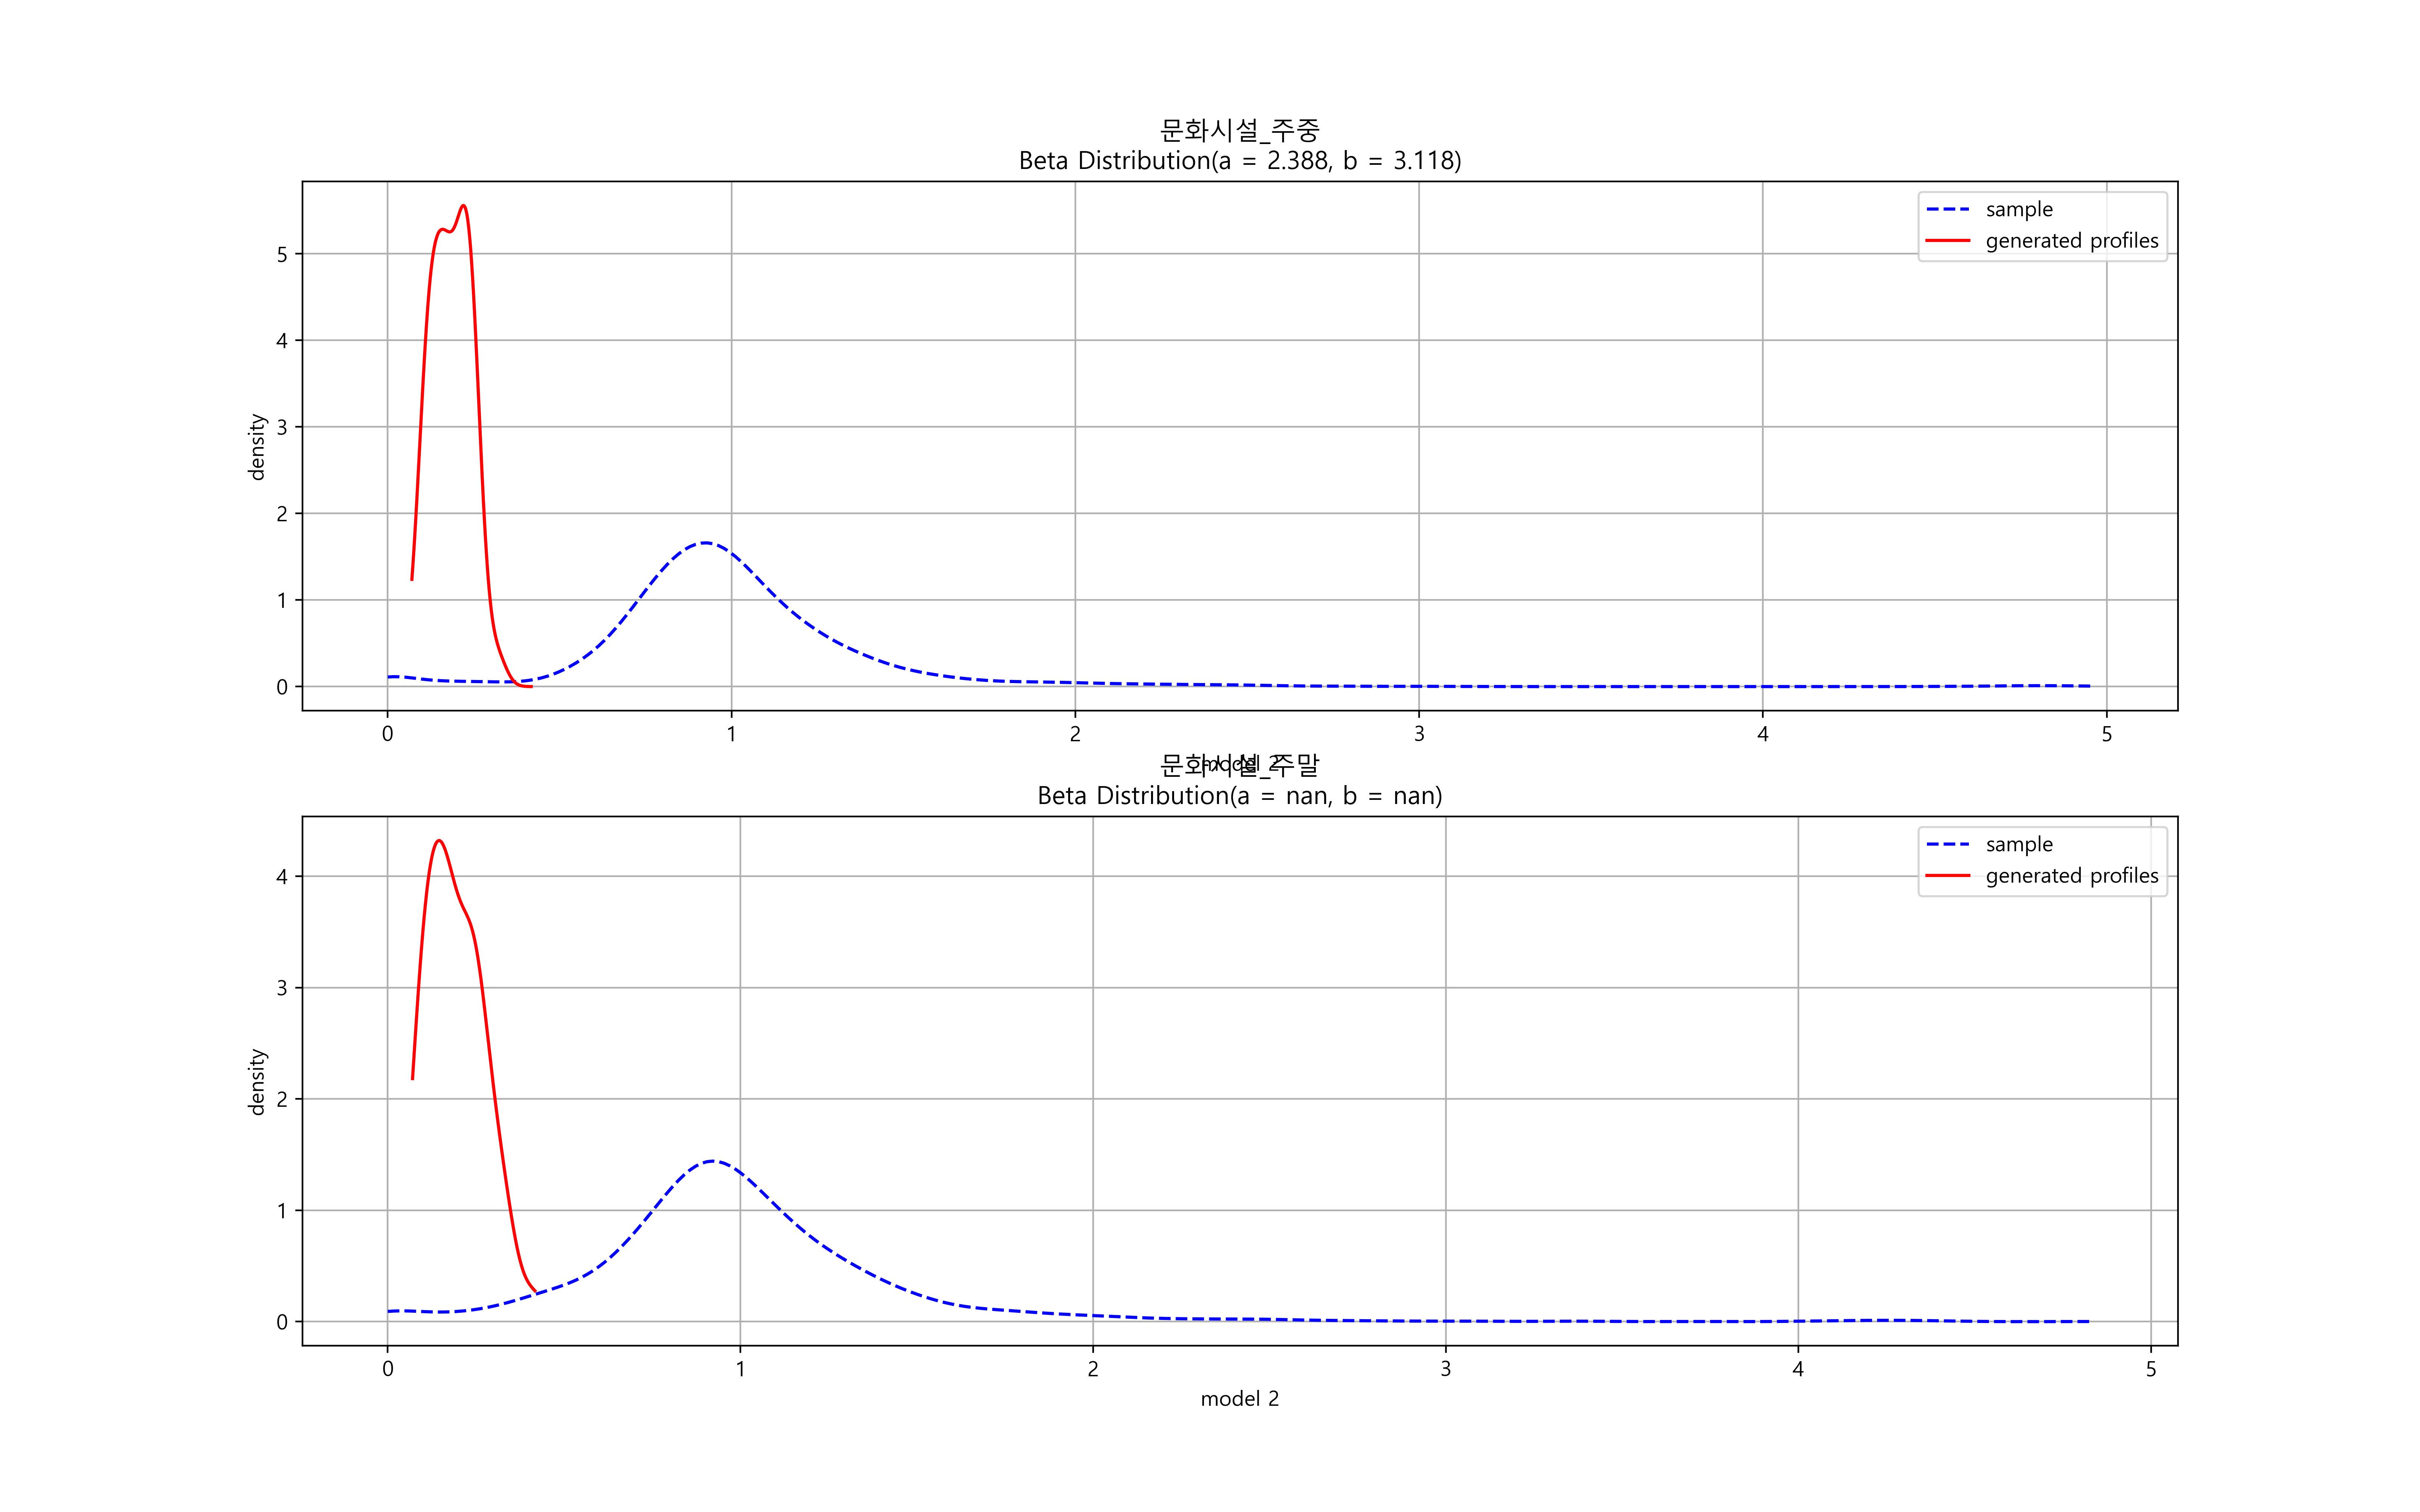 문화시설_주중
Beta Distribution(a = 2.388, b = 3.118)
sample
generated profiles
density
5
4
3
2
1
0
0 1 2 3 4 5
model 2
문화시설_주말
Beta Distribution(a = nan, b = nan)
sample
generated profiles
density
4
3
2
1
0
0 1 2 3 4 5
model 2